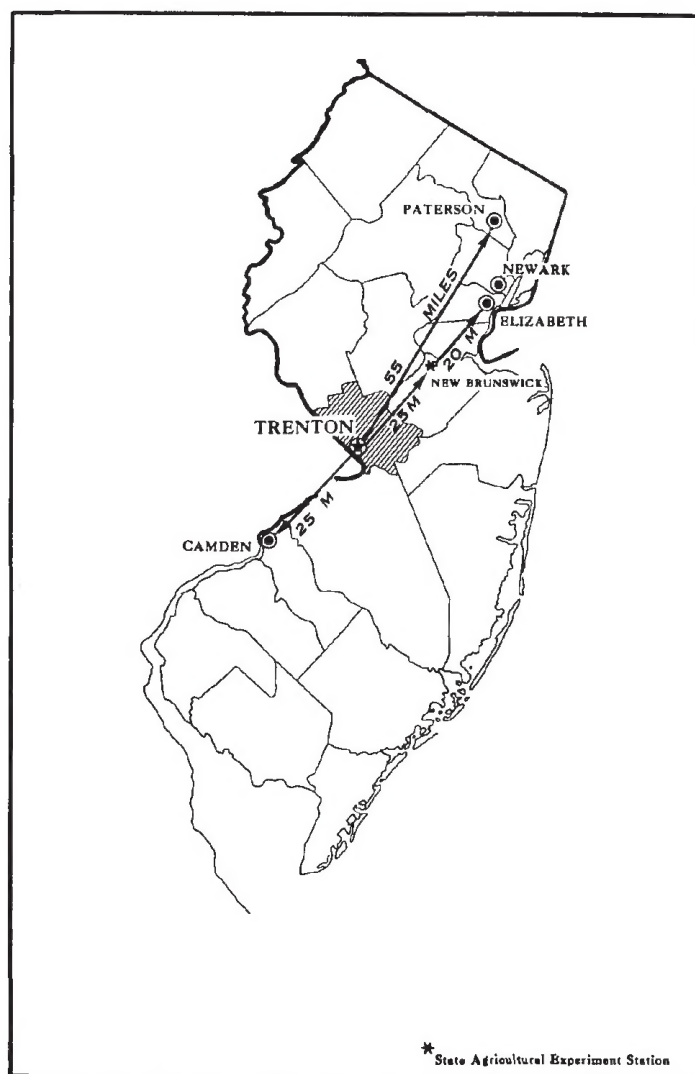 PATERSON
NEWARK
ELIZABETH
55 MILES
20 M
NEW BRUNSWICK
25 M
TRENTON
25 M
CAMDEN
*State Agricultural Experiment Station